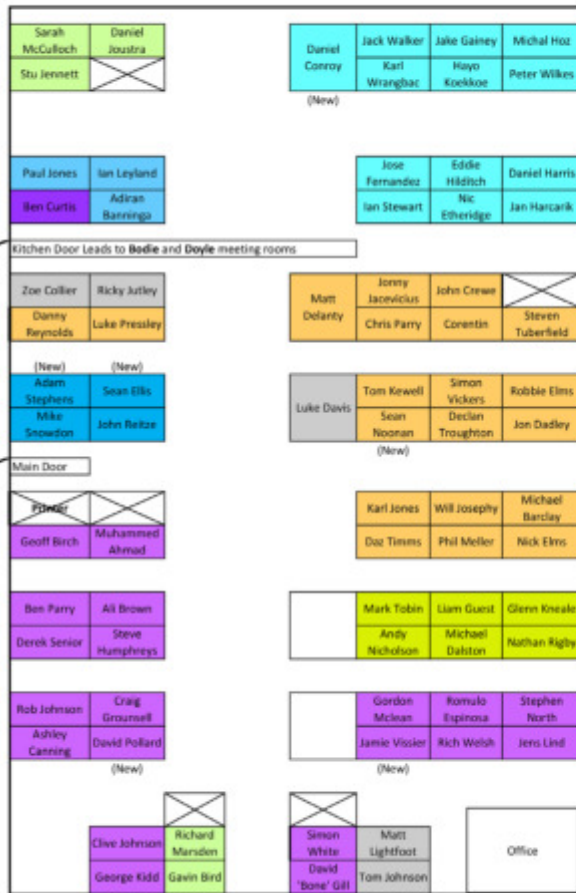 Sarah McCulloch
Daniel Joustra
Stu Jennett
Daniel Conroy
Jack Walker
Jake Gainey
Michal Hoz
Karl Wrangbac
Hayo Koekkoe
Peter Wilkes
(New)
Paul Jones
Ian Leyland
Ben Curtis
Adiran Banninga
Jose Fernandez
Eddie Hilditch
Daniel Harris
Ian Stewart
Nic Etheridge
Jan Harcarik
Kitchen Door Leads to Bodie and Doyle meeting rooms
Zoe Collier
Ricky Jutley
Danny Reynolds
Luke Pressley
Matt Delanty
Jonny Jacevicius
John Crewe
Chris Parry
Corentin
Steven Tuberfield
(New)
(New)
Adam Stephens
Sean Ellis
Mike Snowdon
John Reitze
Luke Davis
Tom Kewell
Simon Vickers
Robbie Elms
Sean Noonan
Declan Troughton
Jon Dadley
(New)
Main Door
Printer
Geoff Birch
Muhammed Ahmad
Karl Jones
Will Josephy
Michael Barclay
Daz Timms
Phil Meller
Nick Elms
Ben Parry
Ali Brown
Derek Senior
Steve Humphreys
Mark Tobin
Liam Guest
Glenn Kneale
Andy Nicholson
Michael Dalston
Nathan Rigby
Rob Johnson
Craig Grounsell
Ashley Canning
David Pollard
(New)
Gordon Mclean
Romulo Espinosa
Stephen North
Jamie Vissier
Rich Welsh
Jens Lind
(New)
Clive Johnson
Richard Marsden
George Kidd
Gavin Bird
Simon White
Matt Lightfoot
David 'Bone' Gill
Tom Johnson
Office